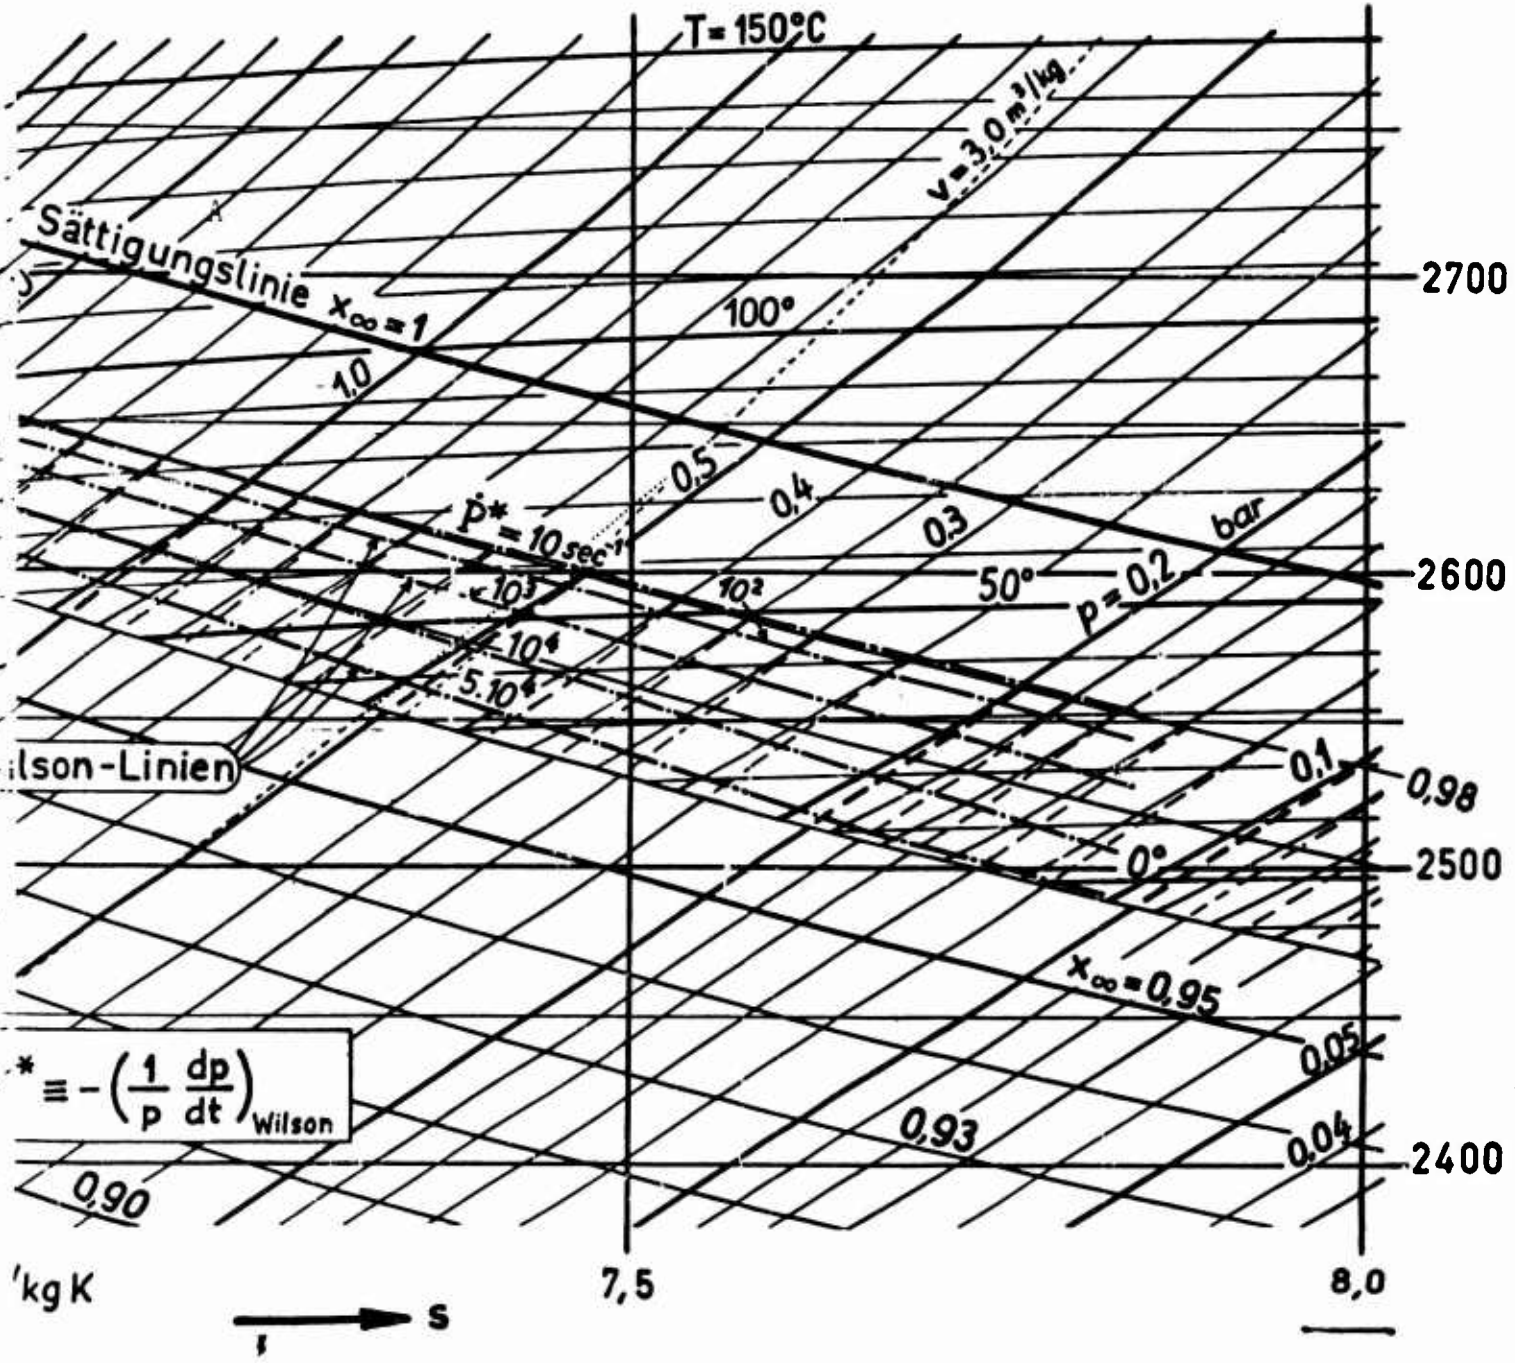 T = 150°C
v = 3,0 m³/kg
A
Sättigungslinie x∞ = 1
2700
100°
1,0
0,5
0,4
0,3
bar
p = 0,2
ṗ* = 10 sec⁻¹
10²
50°
2600
10³
10⁴
5.10⁴
lson-Linien
0,1
0,98
0°
2500
x∞ = 0,95
0,05
* ≡ - (1/p dp/dt) Wilson
0,93
0,04
2400
0,90
7,5
8,0
kg K
s